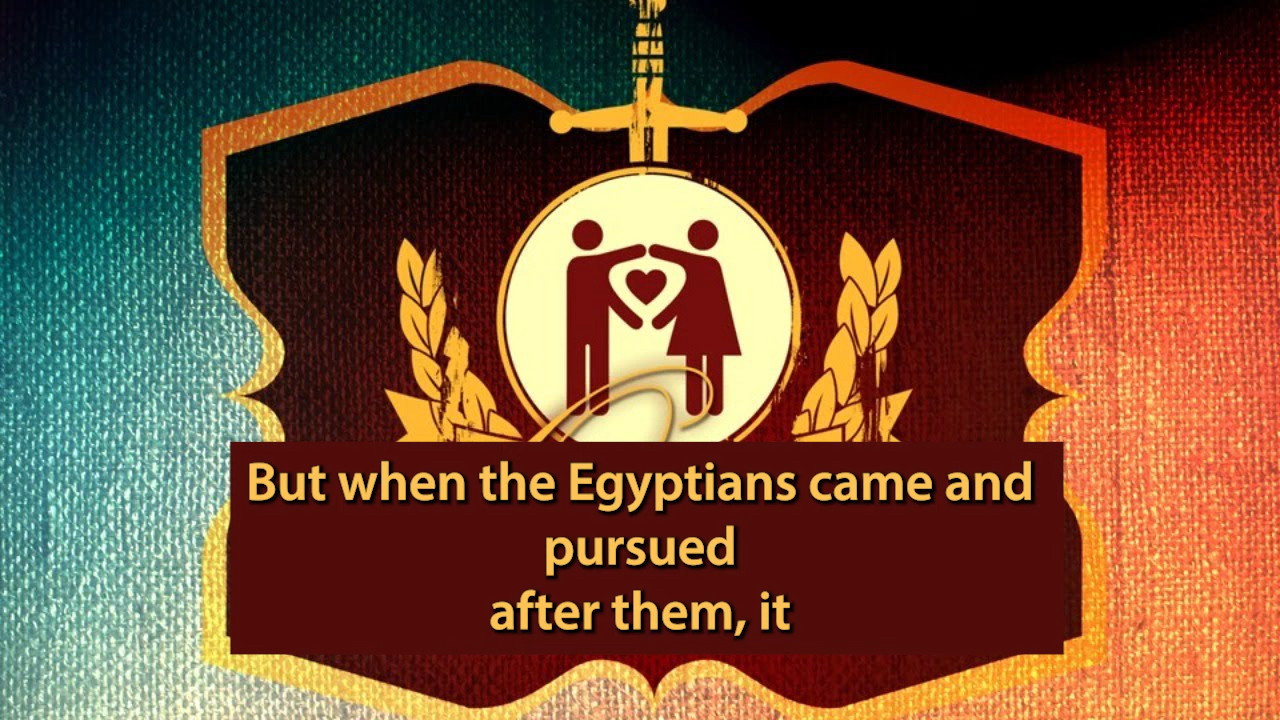 But when the Egyptians came and
pursued
after them, it